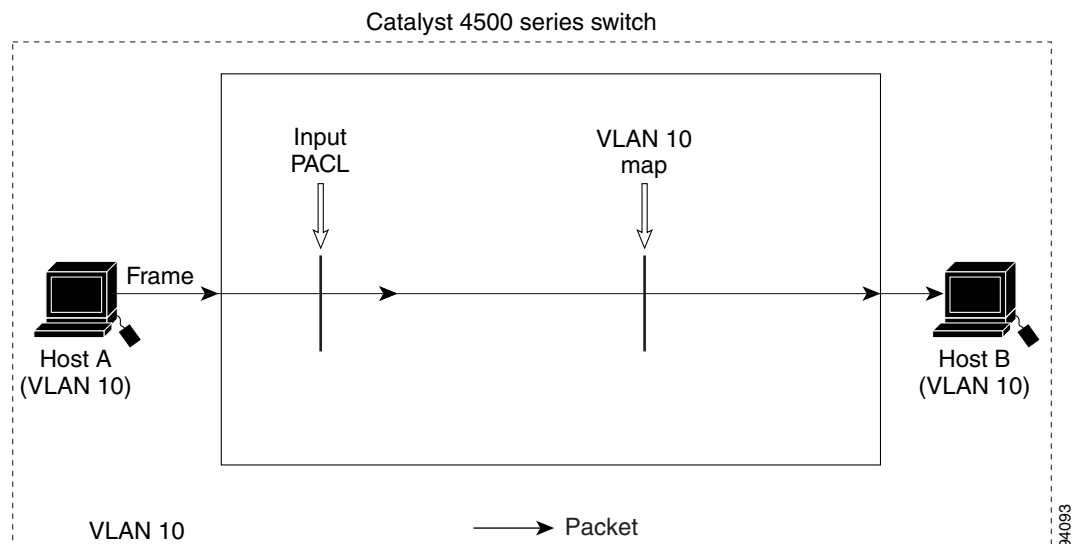 Catalyst 4500 series switch
Input
PACL
VLAN 10
map
Frame
Host A
(VLAN 10)
Host B
(VLAN 10)
VLAN 10
Packet
94093